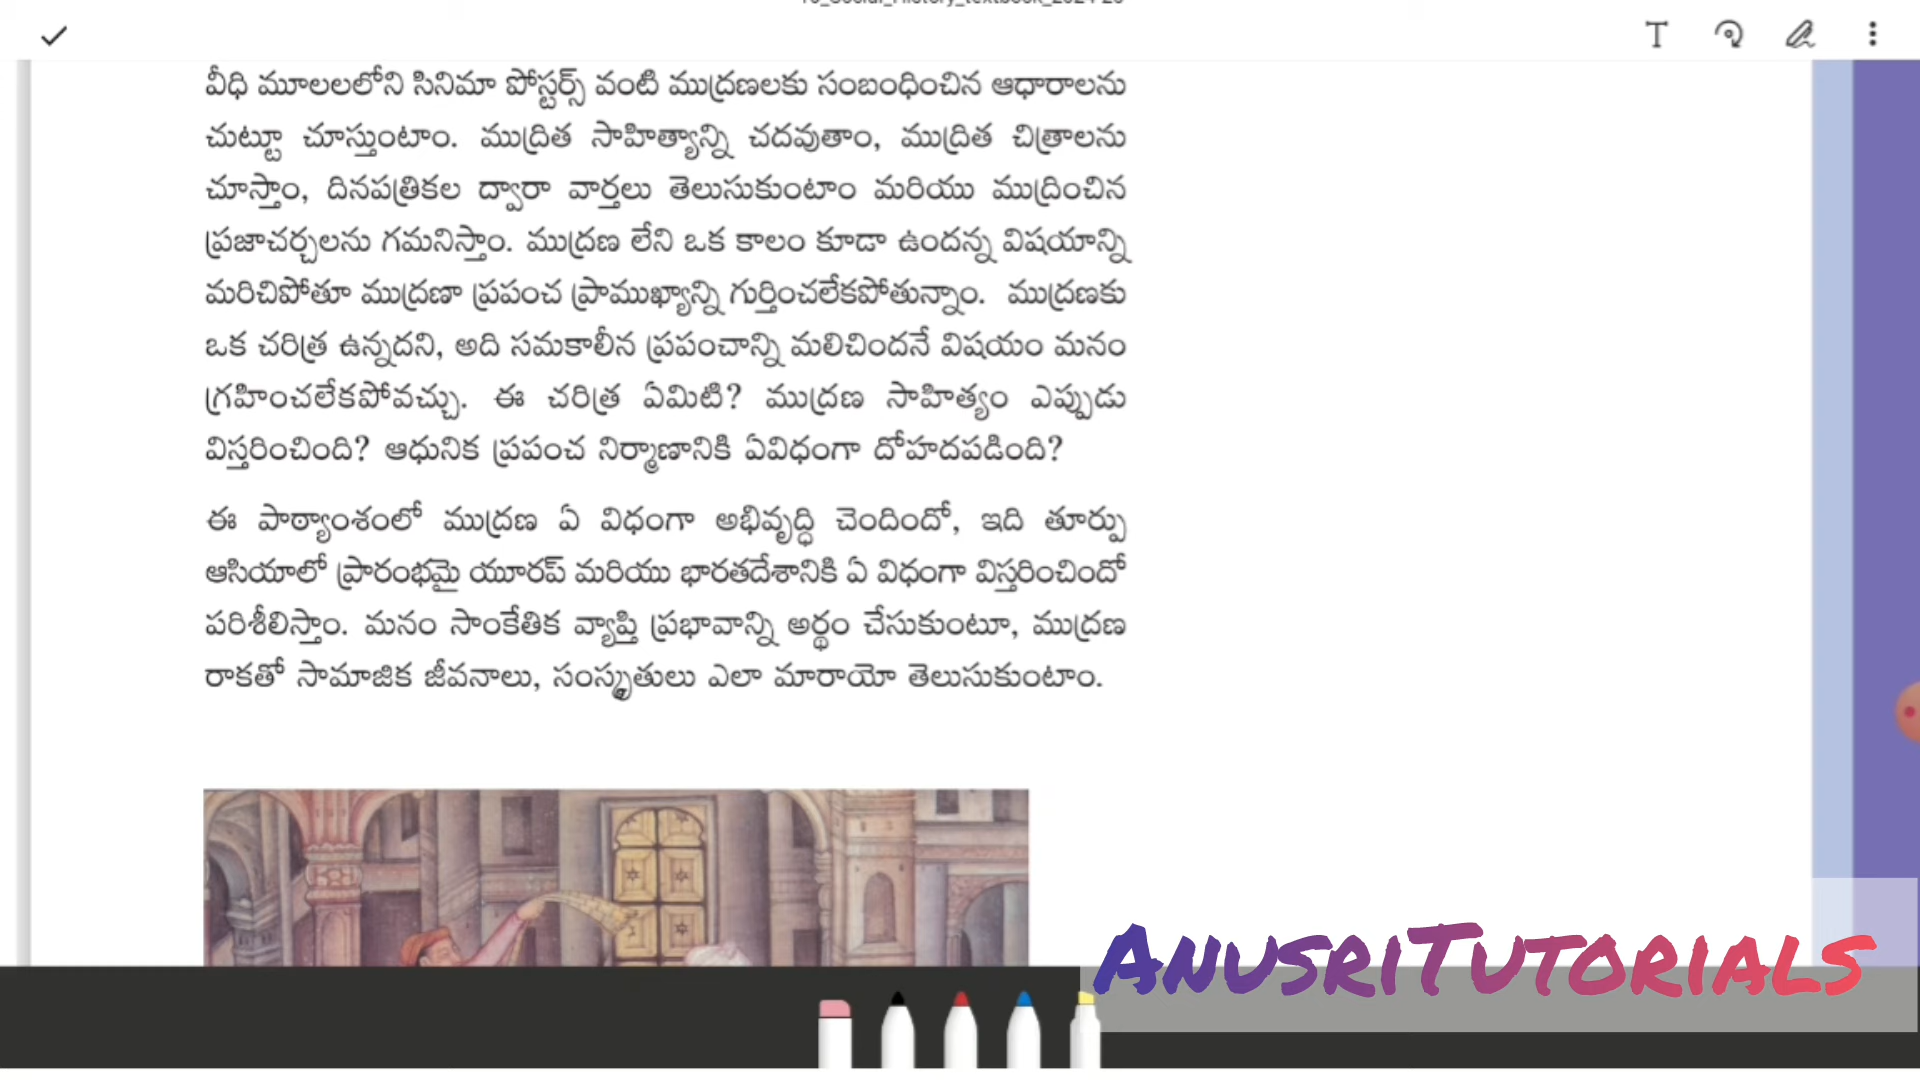 10_Social_History_textbook_2024-25
T
వీధి మూలలలోని సినిమా పోస్టర్స్ వంటి ముద్రణలకు సంబంధించిన ఆధారాలను
చుట్టూ చూస్తుంటాం. ముద్రిత సాహిత్యాన్ని చదవుతాం, ముద్రిత చిత్రాలను
చూస్తాం, దినపత్రికల ద్వారా వార్తలు తెలుసుకుంటాం మరియు ముద్రించిన
ప్రజాచర్చలను గమనిస్తాం. ముద్రణ లేని ఒక కాలం కూడా ఉందన్న విషయాన్ని
మరిచిపోతూ ముద్రణా ప్రపంచ ప్రాముఖ్యాన్ని గుర్తించలేకపోతున్నాం. ముద్రణకు
ఒక చరిత్ర ఉన్నదని, అది సమకాలీన ప్రపంచాన్ని మలిచిందనే విషయం మనం
గ్రహించలేకపోవచ్చు. ఈ చరిత్ర ఏమిటి? ముద్రణ సాహిత్యం ఎప్పుడు
విస్తరించింది? ఆధునిక ప్రపంచ నిర్మాణానికి ఏవిధంగా దోహదపడింది?
ఈ పాఠ్యాంశంలో ముద్రణ ఏ విధంగా అభివృద్ధి చెందిందో, ఇది తూర్పు
ఆసియాలో ప్రారంభమై యూరప్ మరియు భారతదేశానికి ఏ విధంగా విస్తరించిందో
పరిశీలిస్తాం. మనం సాంకేతిక వ్యాప్తి ప్రభావాన్ని అర్థం చేసుకుంటూ, ముద్రణ
రాకతో సామాజిక జీవనాలు, సంస్కృతులు ఎలా మారాయో తెలుసుకుంటాం.
AnusriTutorials